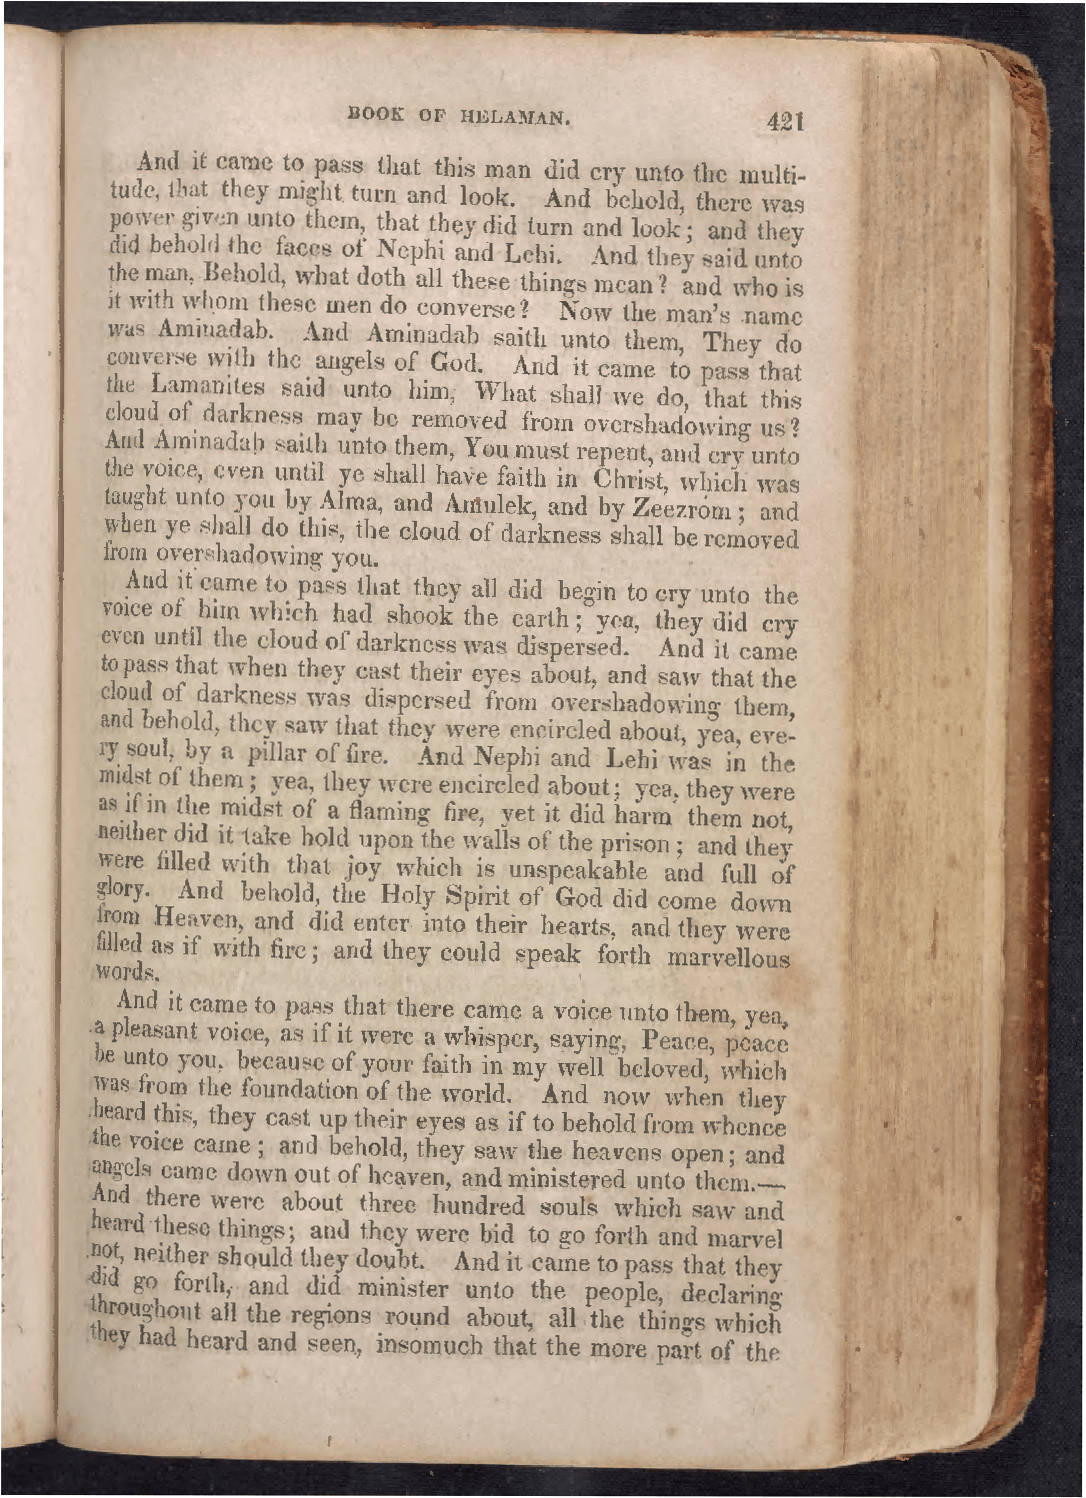 BOOK OF HELAMAN. 421
And it came to pass that this man did cry unto the multi-
tude, that they might turn and look. And behold, there was
power given unto them, that they did turn and look; and they
did behold the faces of Nephi and Lehi. And they said unto
the man, Behold, what doth all these things mean? and who is
it with whom these men do converse? Now the man's name
was Aminadab. And Aminadab saith unto them, They do
converse with the angels of God. And it came to pass that
the Lamanites said unto him, What shall we do, that this
cloud of darkness may be removed from overshadowing us?
And Aminadab saith unto them, You must repent, and cry unto
the voice, even until ye shall have faith in Christ, which was
taught unto you by Alma, and Amulek, and by Zeezrom; and
when ye shall do this, the cloud of darkness shall be removed
from overshadowing you.
And it came to pass that they all did begin to cry unto the
voice of him which had shook the earth; yea, they did cry
even until the cloud of darkness was dispersed. And it came
to pass that when they cast their eyes about, and saw that the
cloud of darkness was dispersed from overshadowing them,
and behold, they saw that they were encircled about, yea, eve-
ry soul, by a pillar of fire. And Nephi and Lehi was in the
midst of them; yea, they were encircled about; yea, they were
as if in the midst of a flaming fire, yet it did harm them not,
neither did it take hold upon the walls of the prison; and they
were filled with that joy which is unspeakable and full of
glory. And behold, the Holy Spirit of God did come down
from Heaven, and did enter into their hearts, and they were
filled as if with fire; and they could speak forth marvellous
words.
And it came to pass that there came a voice unto them, yea,
a pleasant voice, as if it were a whisper, saying, Peace, peace
be unto you, because of your faith in my well beloved, which
was from the foundation of the world. And now when they
heard this, they cast up their eyes as if to behold from whence
the voice came; and behold, they saw the heavens open; and
angels came down out of heaven, and ministered unto them.—
And there were about three hundred souls which saw and
heard these things; and they were bid to go forth and marvel
not, neither should they doubt. And it came to pass that they
did go forth, and did minister unto the people, declaring
throughout all the regions round about, all the things which
they had heard and seen, insomuch that the more part of the